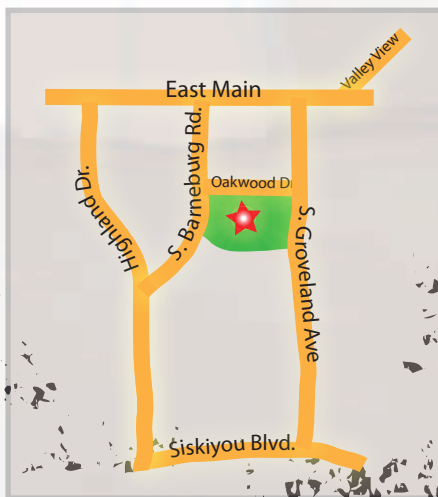 Valley View
East Main
Highland Dr.
S. Barneburg Rd.
Oakwood Dr
S. Groveland Ave
Siskiyou Blvd.